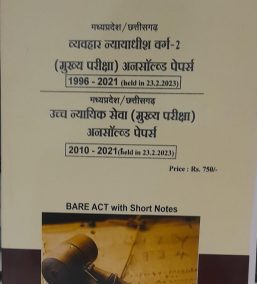 मध्यप्रदेश/छत्तीसगढ़
व्यवहार न्यायाधीश वर्ग-2
(मुख्य परीक्षा) अनसॉल्व्ड पेपर्स
1996 - 2021 (held in 23.2.2023)
मध्यप्रदेश/छत्तीसगढ़
उच्च न्यायिक सेवा (मुख्य परीक्षा)
अनसॉल्व्ड पेपर्स
2010 - 2021(held in 23.2.2023)
Price : Rs. 750/-
BARE ACT with Short Notes